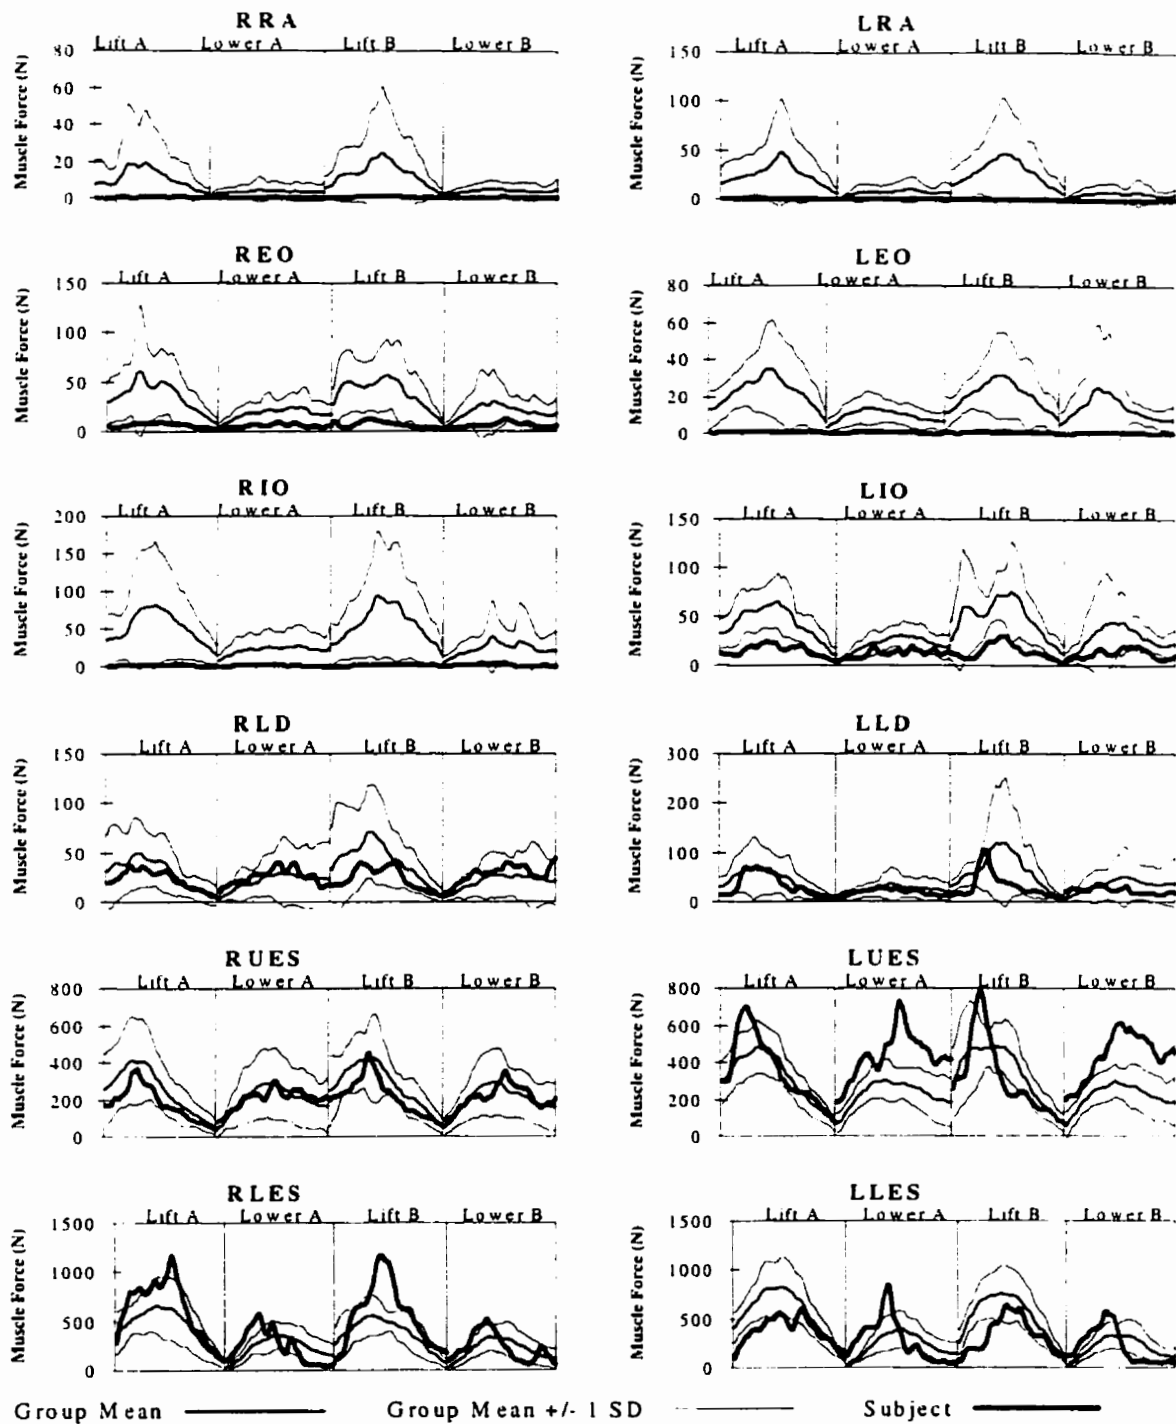 RRA
Lift A Lower A Lift B Lower B
Muscle Force (N)
80
60
40
20
0
LRA
Lift A Lower A Lift B Lower B
Muscle Force (N)
150
100
50
0
REO
Lift A Lower A Lift B Lower B
Muscle Force (N)
150
100
50
0
LEO
Lift A Lower A Lift B Lower B
Muscle Force (N)
80
60
40
20
0
RIO
Lift A Lower A Lift B Lower B
Muscle Force (N)
200
150
100
50
0
LIO
Lift A Lower A Lift B Lower B
Muscle Force (N)
150
100
50
0
RLD
Lift A Lower A Lift B Lower B
Muscle Force (N)
150
100
50
0
LLD
Lift A Lower A Lift B Lower B
Muscle Force (N)
300
200
100
0
RUES
Lift A Lower A Lift B Lower B
Muscle Force (N)
800
600
400
200
0
LUES
Lift A Lower A Lift B Lower B
Muscle Force (N)
800
600
400
200
0
RLES
Lift A Lower A Lift B Lower B
Muscle Force (N)
1500
1000
500
0
LLES
Lift A Lower A Lift B Lower B
Muscle Force (N)
1500
1000
500
0
Group Mean Group Mean +/- 1 SD Subject